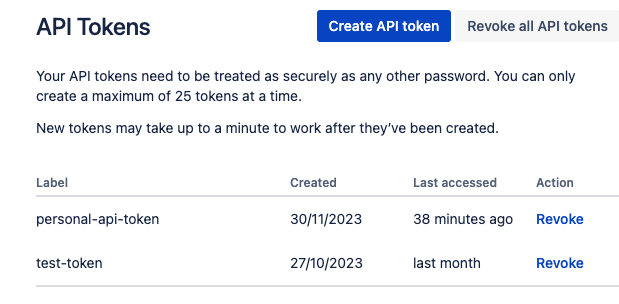 API Tokens
Create API token
Revoke all API tokens
Your API tokens need to be treated as securely as any other password. You can only
create a maximum of 25 tokens at a time.
New tokens may take up to a minute to work after they’ve been created.
Label Created Last accessed Action
personal-api-token 30/11/2023 38 minutes ago Revoke
test-token 27/10/2023 last month Revoke